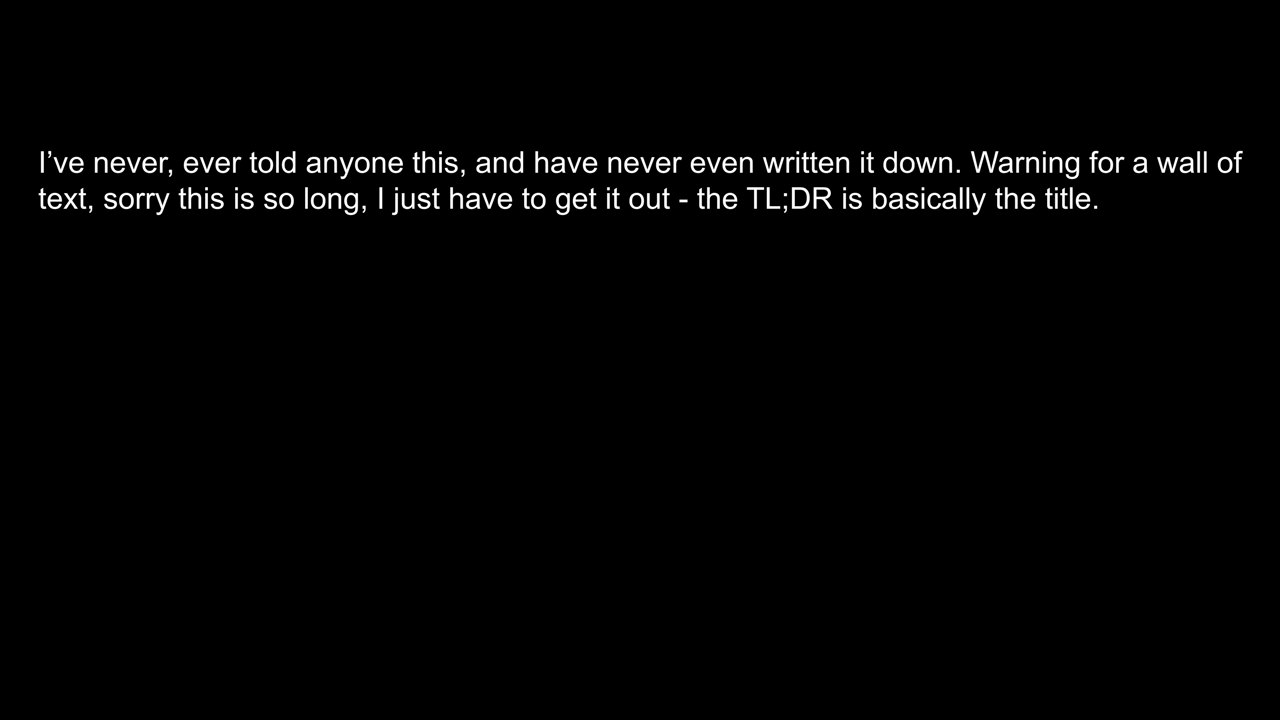 I’ve never, ever told anyone this, and have never even written it down. Warning for a wall of
text, sorry this is so long, I just have to get it out - the TL;DR is basically the title.